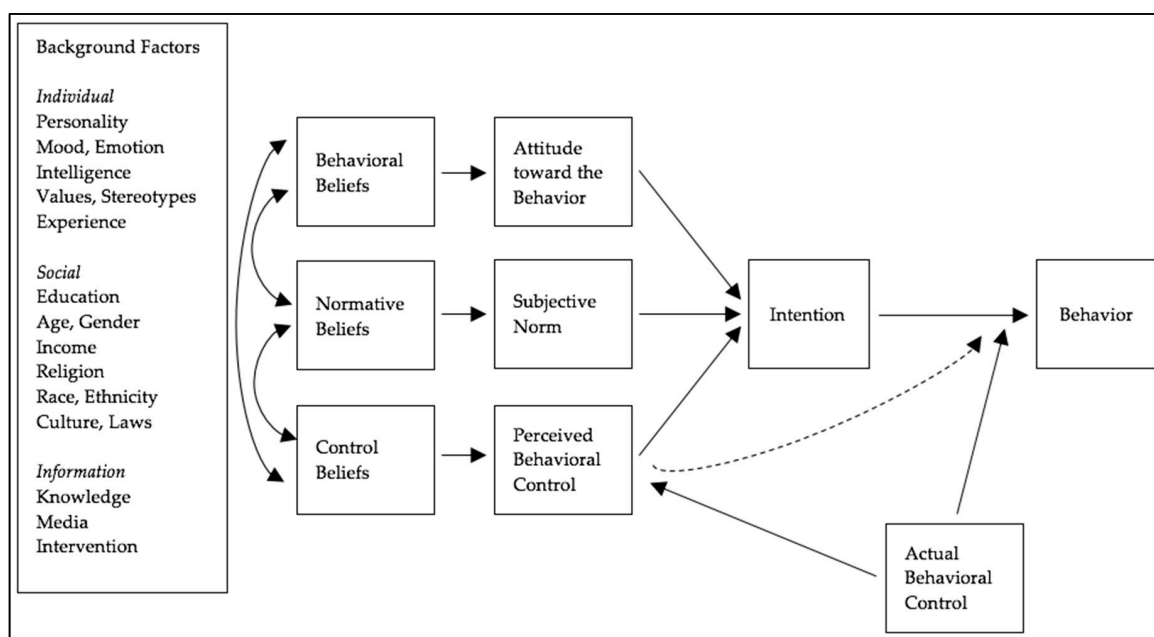 Background Factors
Individual
Personality
Mood, Emotion
Intelligence
Values, Stereotypes
Experience
Social
Education
Age, Gender
Income
Religion
Race, Ethnicity
Culture, Laws
Information
Knowledge
Media
Intervention
Behavioral
Beliefs
Normative
Beliefs
Control
Beliefs
Attitude
toward the
Behavior
Subjective
Norm
Perceived
Behavioral
Control
Intention
Behavior
Actual
Behavioral
Control